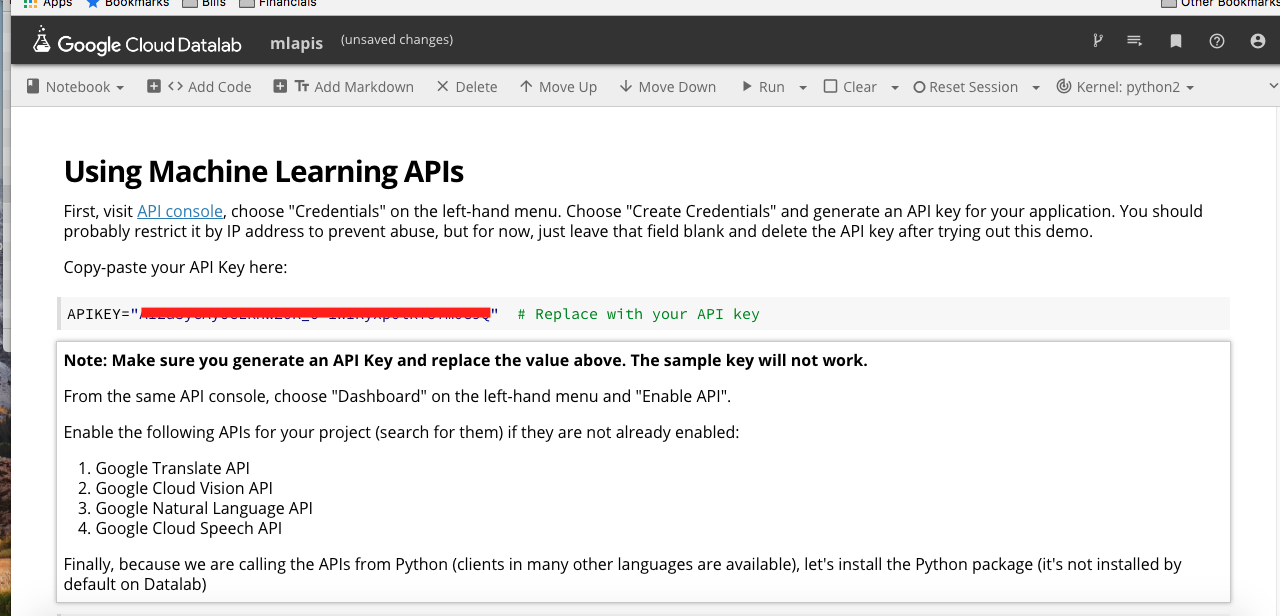 Apps Bookmarks Bills Financials Other Bookmarks
Google Cloud Datalab mlapis (unsaved changes)
Notebook <> Add Code Tт Add Markdown Delete Move Up Move Down Run Clear Reset Session Kernel: python2
Using Machine Learning APIs
First, visit API console, choose "Credentials" on the left-hand menu. Choose "Create Credentials" and generate an API key for your application. You should
probably restrict it by IP address to prevent abuse, but for now, just leave that field blank and delete the API key after trying out this demo.
Copy-paste your API Key here:
APIKEY=" " # Replace with your API key
Note: Make sure you generate an API Key and replace the value above. The sample key will not work.
From the same API console, choose "Dashboard" on the left-hand menu and "Enable API".
Enable the following APIs for your project (search for them) if they are not already enabled:
1. Google Translate API
2. Google Cloud Vision API
3. Google Natural Language API
4. Google Cloud Speech API
Finally, because we are calling the APIs from Python (clients in many other languages are available), let's install the Python package (it's not installed by
default on Datalab)